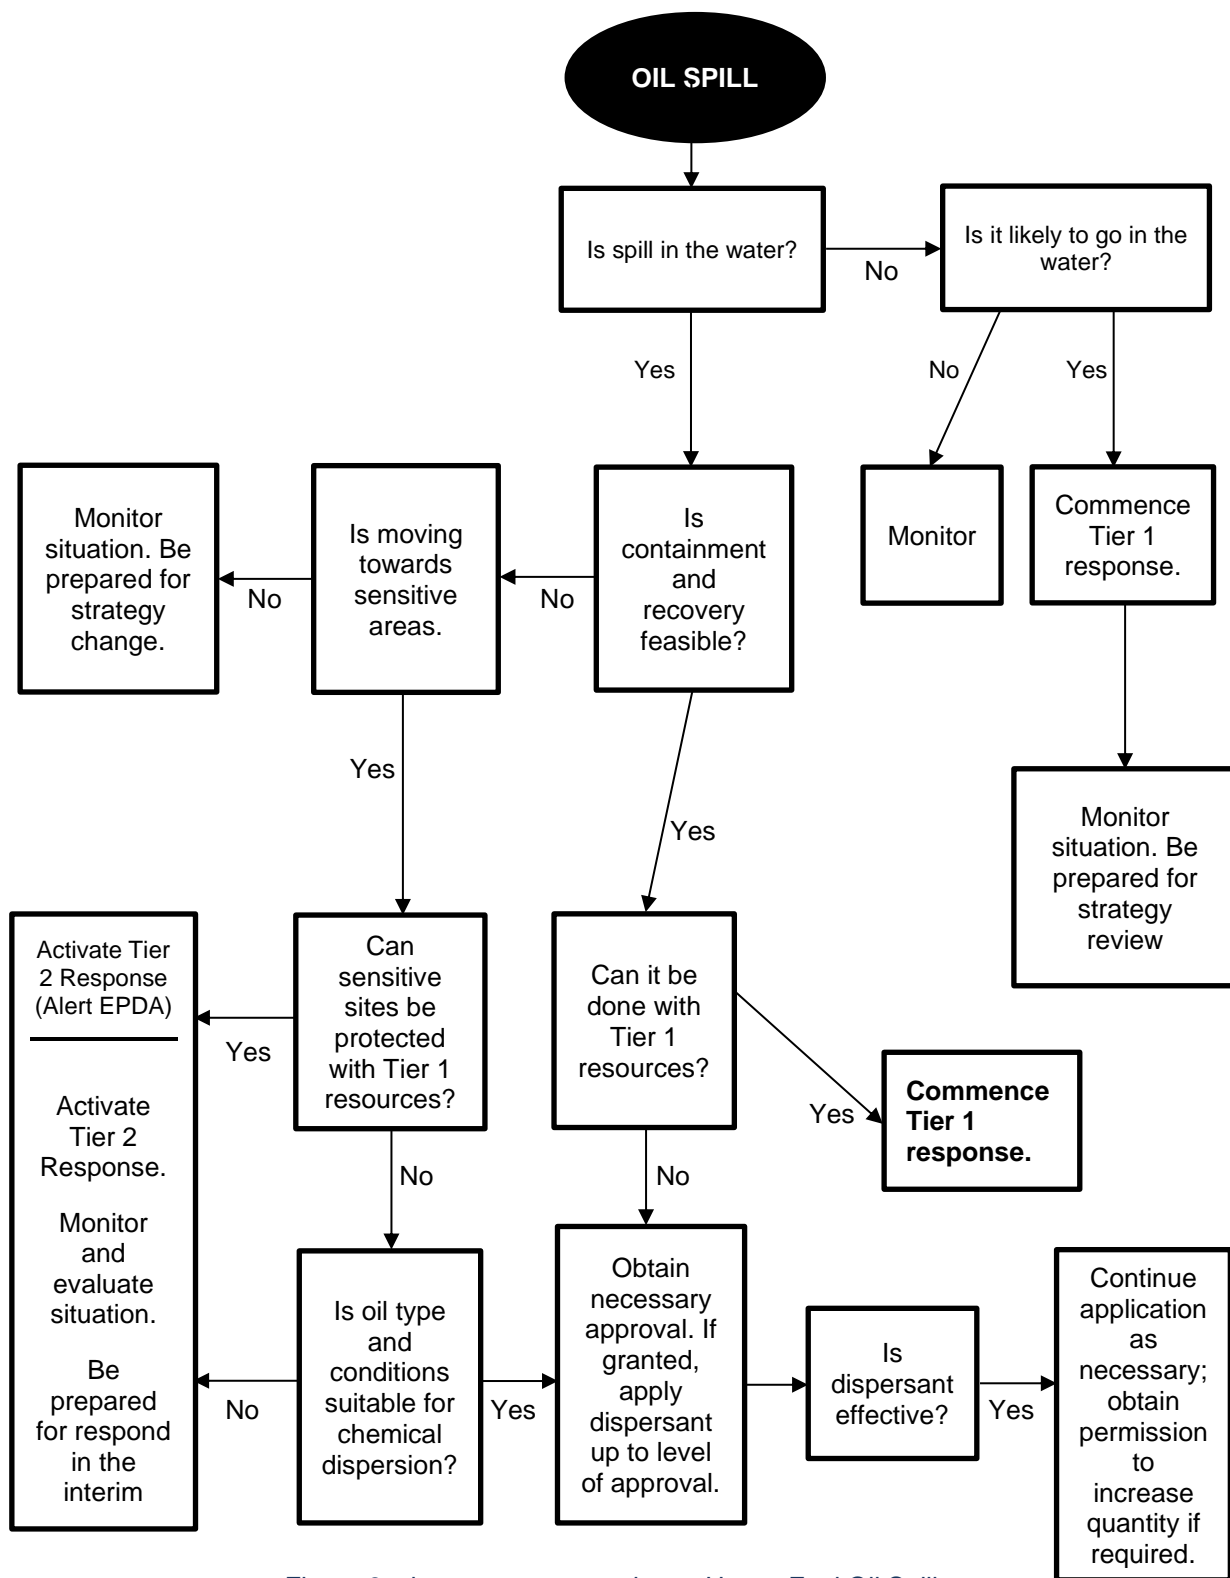 OIL SPILL
Is spill in the water?
No
Is it likely to go in the
water?
Yes
No
Yes
Monitor
situation. Be
prepared for
strategy
change.
No
Is moving
towards
sensitive
areas.
No
Is
containment
and
recovery
feasible?
Monitor
Commence
Tier 1
response.
Yes
Yes
Monitor
situation. Be
prepared for
strategy
review
Activate Tier
2 Response
(Alert EPDA)
Activate
Tier 2
Response.
Monitor
and
evaluate
situation.
Be
prepared
for respond
in the
interim
Yes
Can
sensitive
sites be
protected
with Tier 1
resources?
Can it be
done with
Tier 1
resources?
Yes
Commence
Tier 1
response.
No
No
No
Is oil type
and
conditions
suitable for
chemical
dispersion?
Yes
Obtain
necessary
approval. If
granted,
apply
dispersant
up to level
of approval.
Is
dispersant
effective?
Yes
Continue
application
as
necessary;
obtain
permission
to
increase
quantity if
required.